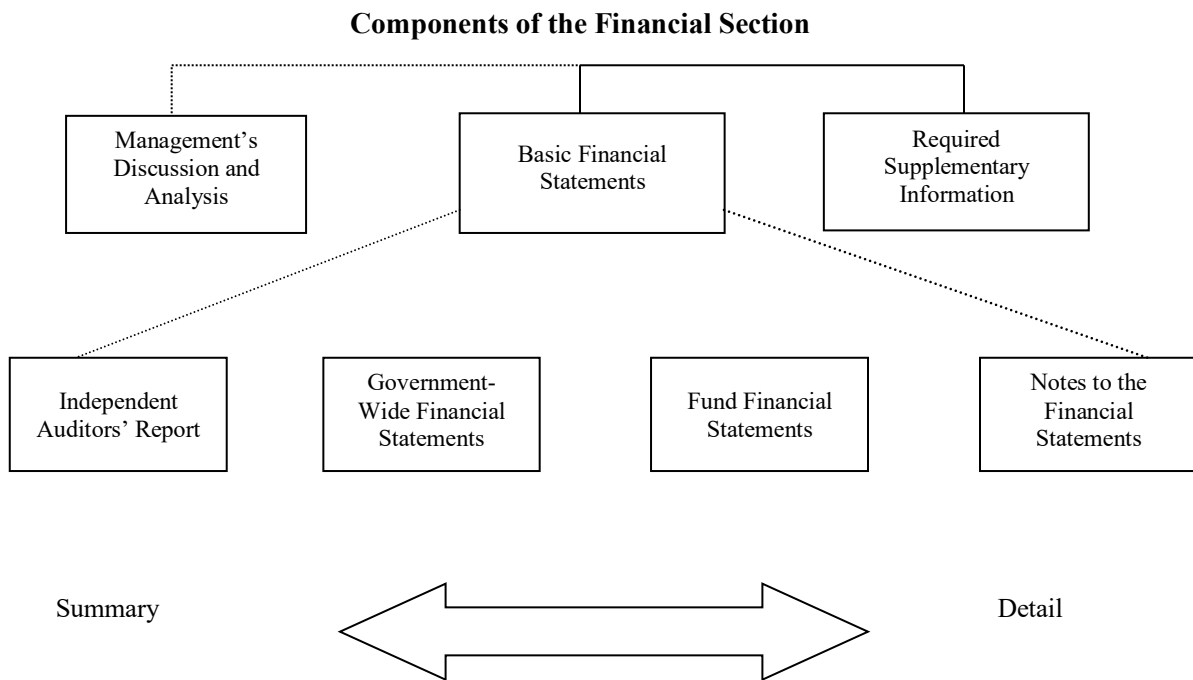 Components of the Financial Section
Management’s
Discussion and
Analysis
Basic Financial
Statements
Required
Supplementary
Information
Independent
Auditors’ Report
Government-
Wide Financial
Statements
Fund Financial
Statements
Notes to the
Financial
Statements
Summary
Detail